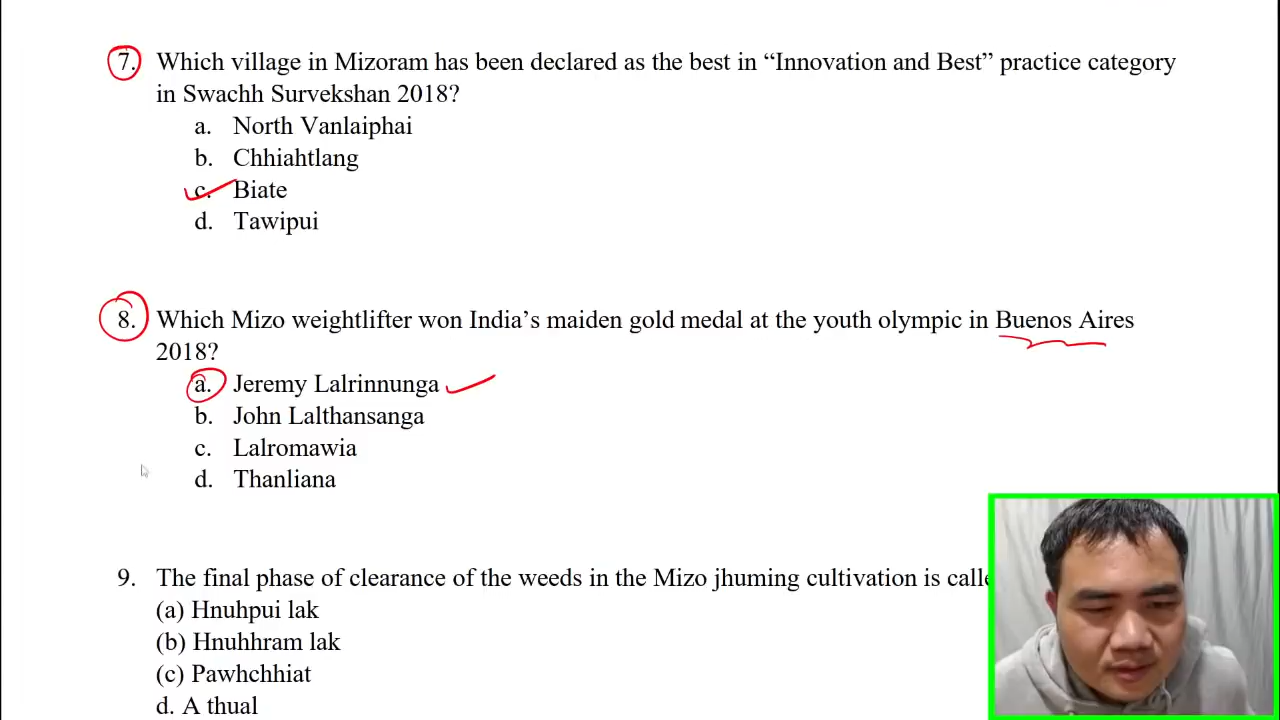 7. Which village in Mizoram has been declared as the best in “Innovation and Best” practice category
in Swachh Survekshan 2018?
a. North Vanlaiphai
b. Chhiahtlang
c. Biate
d. Tawipui
8. Which Mizo weightlifter won India’s maiden gold medal at the youth olympic in Buenos Aires
2018?
a. Jeremy Lalrinnunga
b. John Lalthansanga
c. Lalromawia
d. Thanliana
9. The final phase of clearance of the weeds in the Mizo jhuming cultivation is
(a) Hnuhpui lak
(b) Hnuhhram lak
(c) Pawhchhiat
d. A thual